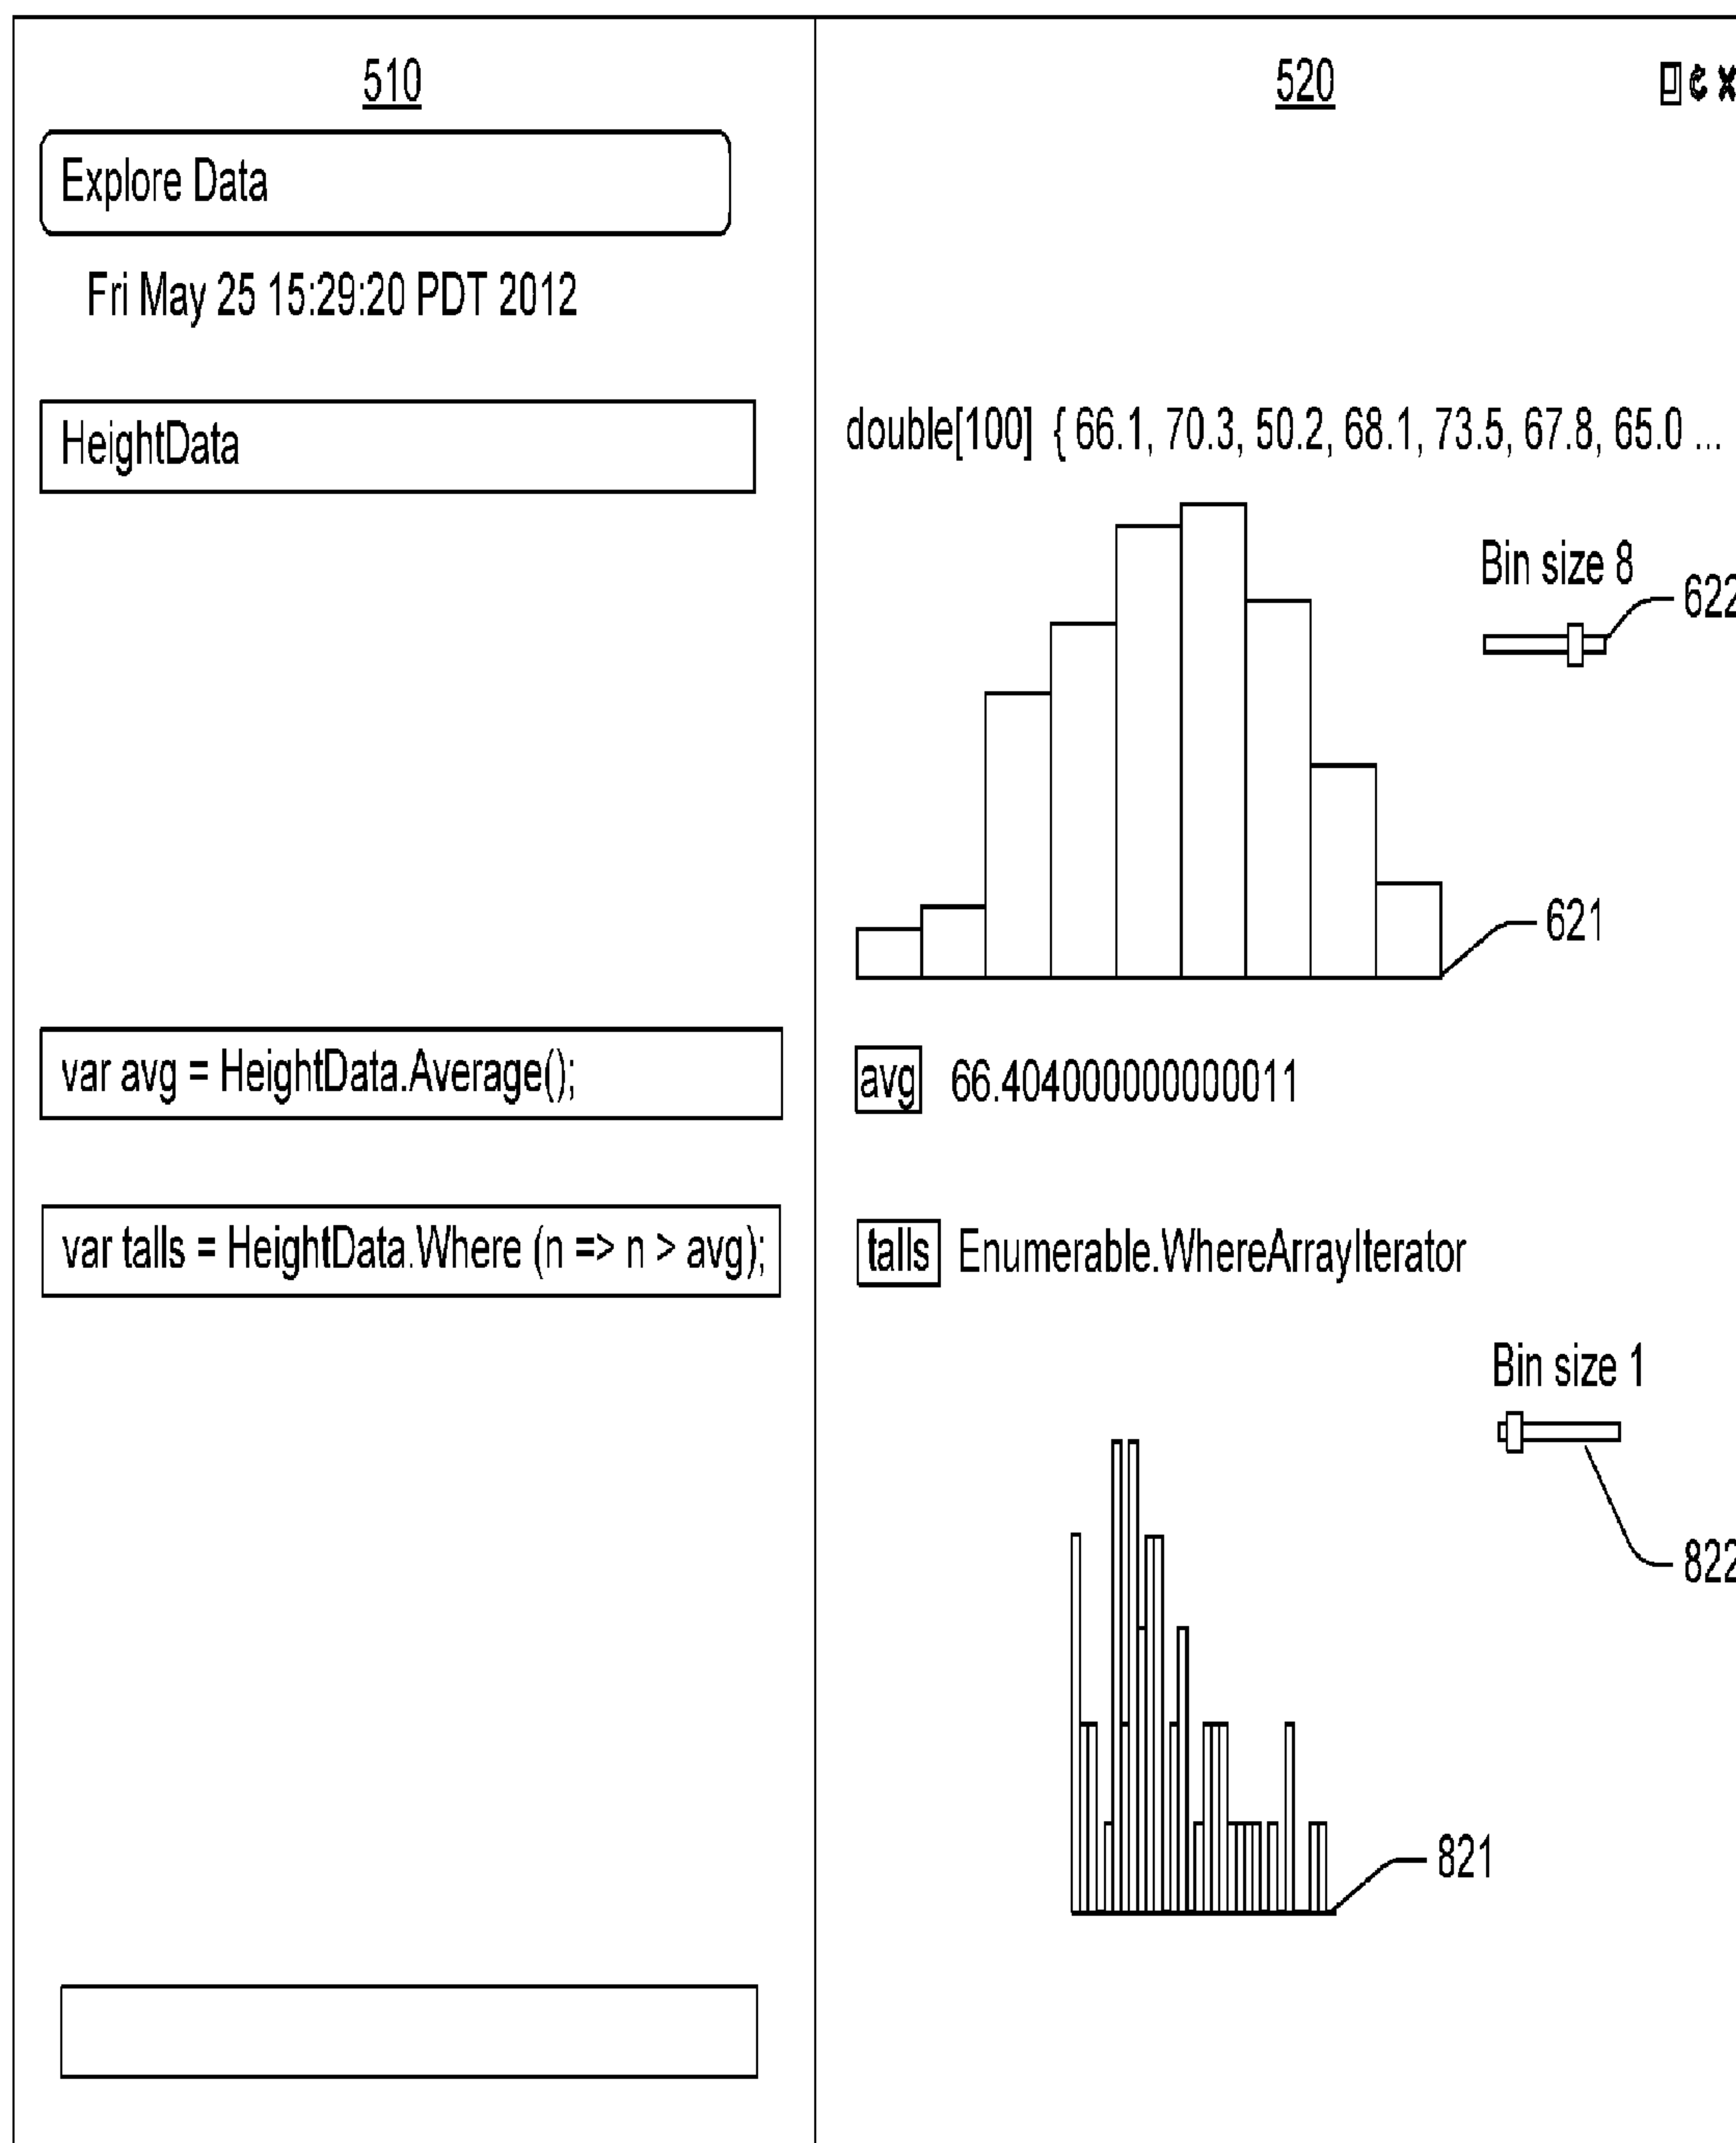 510
520
Explore Data
Fri May 25 15:29:20 PDT 2012
HeightData
double[100] { 66.1, 70.3, 50.2, 68.1, 73.5, 67.8, 65.0 ...
Bin size 8
622
621
var avg = HeightData.Average();
avg 66.404000000000011
var talls = HeightData.Where (n => n > avg);
talls Enumerable.WhereArrayIterator
Bin size 1
822
821